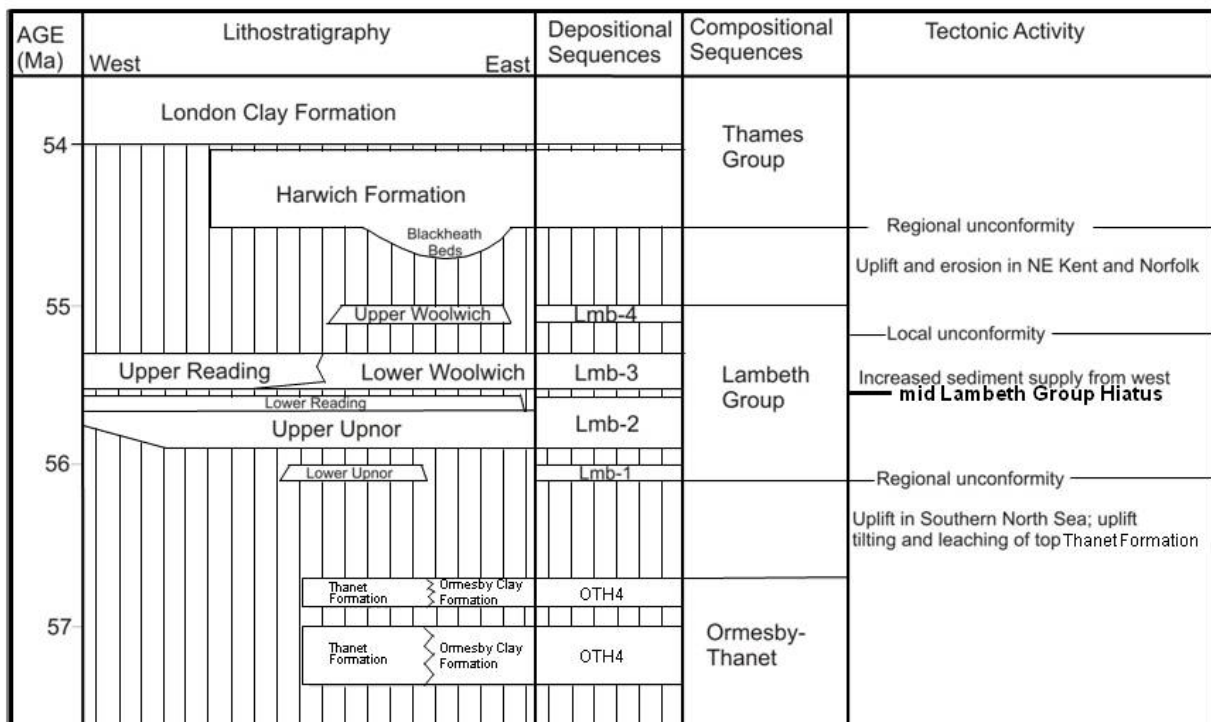 AGE
(Ma)
Lithostratigraphy
West
East
Depositional
Sequences
Compositional
Sequences
Tectonic Activity
London Clay Formation
54
Thames
Group
Harwich Formation
Blackheath
Beds
Regional unconformity
Uplift and erosion in NE Kent and Norfolk
55
Upper Woolwich
Lmb-4
Local unconformity
Upper Reading
Lower Woolwich
Lmb-3
Lambeth
Group
Increased sediment supply from west
mid Lambeth Group Hiatus
Lower Reading
Upper Upnor
Lmb-2
56
Lower Upnor
Lmb-1
Regional unconformity
Uplift in Southern North Sea; uplift
tilting and leaching of top Thanet Formation
Thanet
Formation
Ormesby Clay
Formation
OTH4
57
Thanet
Formation
Ormesby Clay
Formation
OTH4
Ormesby-
Thanet